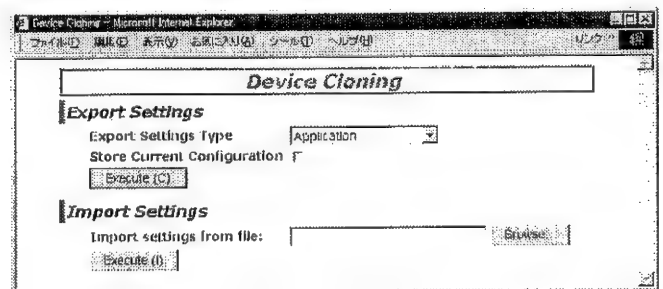 Device Cloning - Microsoft Internet Explorer
ファイル(F) 編集(E) 表示(V) お気に入り(A) ツール(T) ヘルプ(H) リンク »
Device Cloning
Export Settings
Export Settings Type Application
Store Current Configuration
Execute (C)
Import Settings
Import settings from file: Browse
Execute (I)